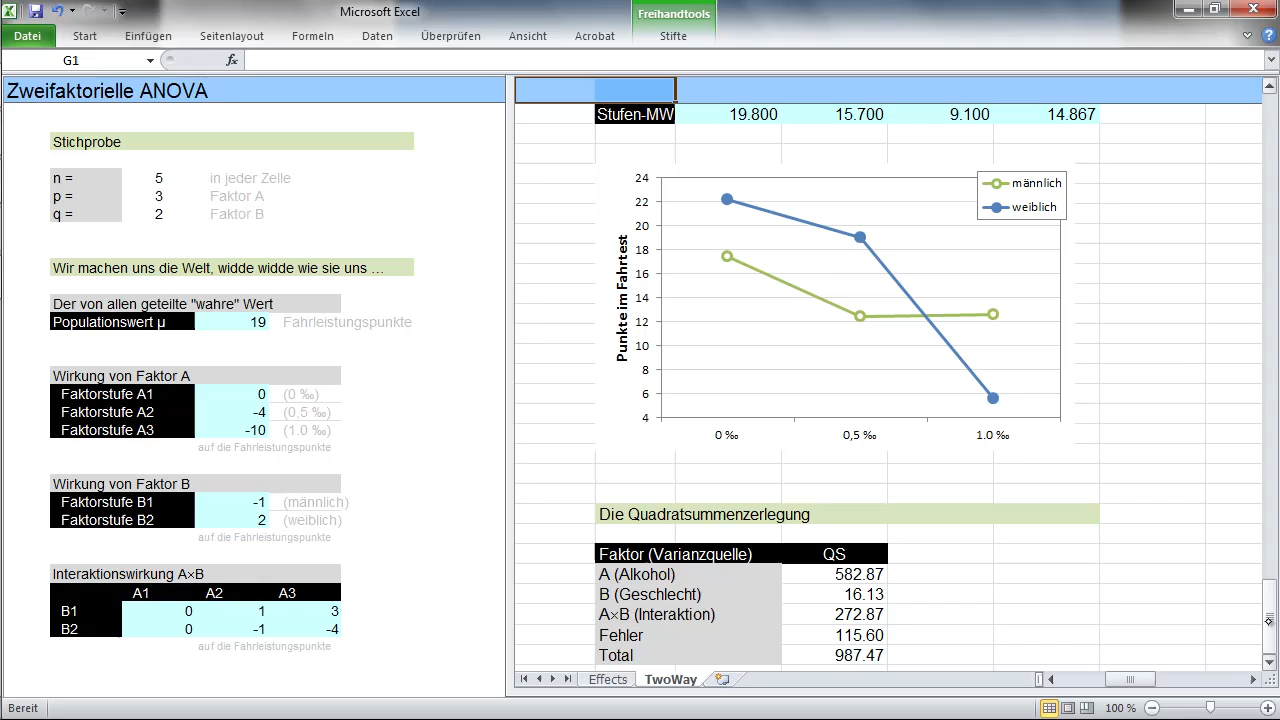 Microsoft Excel
Freihandtools
Datei Start Einfügen Seitenlayout Formeln Daten Überprüfen Ansicht Acrobat Stifte
G1 fx
Zweifaktorielle ANOVA
Stichprobe
n = 5 in jeder Zelle
p = 3 Faktor A
q = 2 Faktor B
Wir machen uns die Welt, widde widde wie sie uns ...
Der von allen geteilte "wahre" Wert
Populationswert µ 19 Fahrleistungspunkte
Wirkung von Faktor A
Faktorstufe A1 0 (0 ‰)
Faktorstufe A2 -4 (0,5 ‰)
Faktorstufe A3 -10 (1.0 ‰)
auf die Fahrleistungspunkte
Wirkung von Faktor B
Faktorstufe B1 -1 (männlich)
Faktorstufe B2 2 (weiblich)
auf die Fahrleistungspunkte
Interaktionswirkung A×B
A1 A2 A3
B1 0 1 3
B2 0 -1 -4
auf die Fahrleistungspunkte
Stufen-MW 19.800 15.700 9.100 14.867
männlich
weiblich
Punkte im Fahrtest
24
22
20
18
16
14
12
10
8
6
4
0 ‰ 0,5 ‰ 1.0 ‰
Die Quadratsummenzerlegung
Faktor (Varianzquelle) QS
A (Alkohol) 582.87
B (Geschlecht) 16.13
A×B (Interaktion) 272.87
Fehler 115.60
Total 987.47
Effects TwoWay
Bereit 100 %